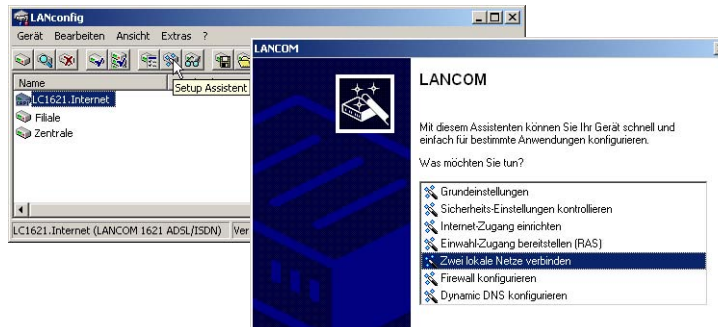 LANconfig
Gerät Bearbeiten Ansicht Extras ?
Name
Setup Assistent
LC1621.Internet
Filiale
Zentrale
LC1621.Internet (LANCOM 1621 ADSL/ISDN) Ver
LANCOM
LANCOM
Mit diesem Assistenten können Sie Ihr Gerät schnell und
einfach für bestimmte Anwendungen konfigurieren.
Was möchten Sie tun?
Grundeinstellungen
Sicherheits-Einstellungen kontrollieren
Internet-Zugang einrichten
Einwahl-Zugang bereitstellen (RAS)
Zwei lokale Netze verbinden
Firewall konfigurieren
Dynamic DNS konfigurieren